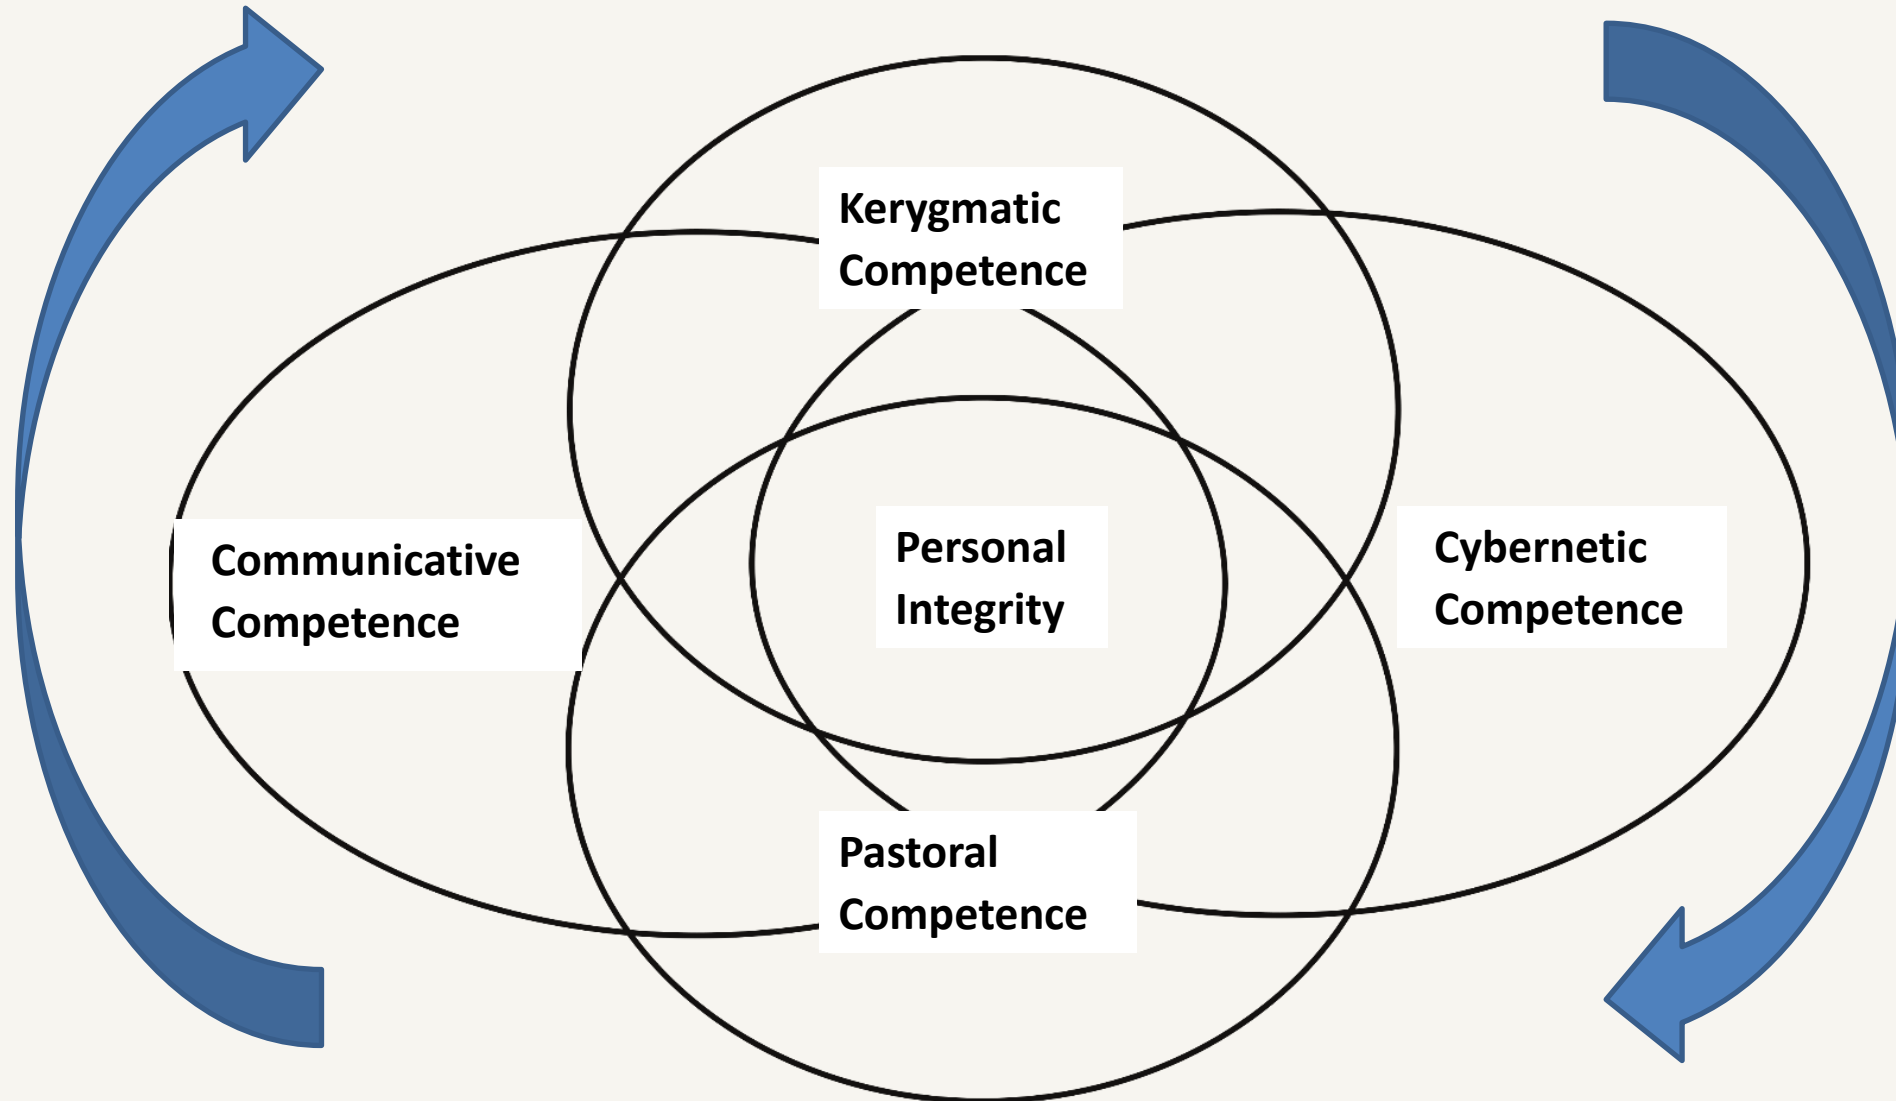 Kerygmatic
Competence
Communicative
Competence
Personal
Integrity
Cybernetic
Competence
Pastoral
Competence